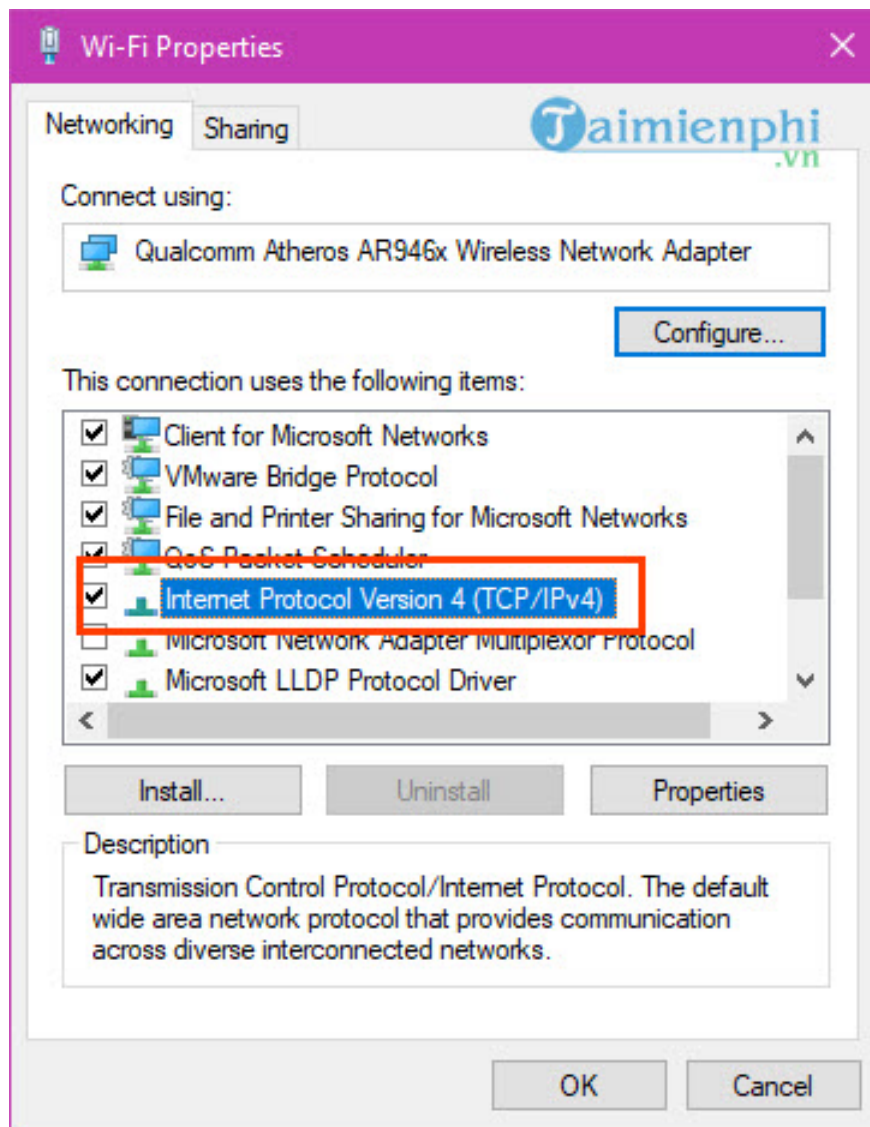 Wi-Fi Properties
Networking
Sharing
Taimienphi
.vn
Connect using:
Qualcomm Atheros AR946x Wireless Network Adapter
Configure...
This connection uses the following items:
Client for Microsoft Networks
VMware Bridge Protocol
File and Printer Sharing for Microsoft Networks
QoS Packet Scheduler
Internet Protocol Version 4 (TCP/IPv4)
Microsoft Network Adapter Multiplexor Protocol
Microsoft LLDP Protocol Driver
Install...
Uninstall
Properties
Description
Transmission Control Protocol/Internet Protocol. The default
wide area network protocol that provides communication
across diverse interconnected networks.
OK
Cancel